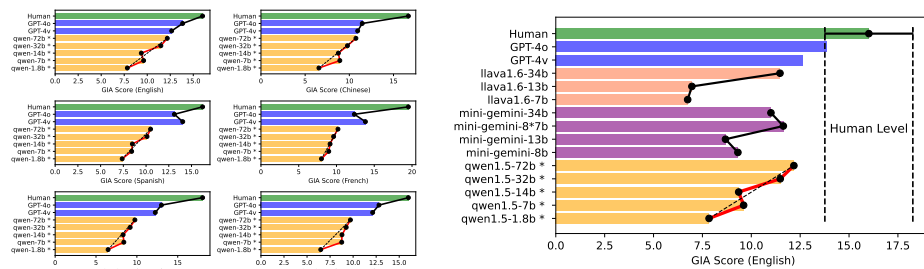 Human
GPT-4o
GPT-4v
qwen-72b *
qwen-32b *
qwen-14b *
qwen-7b *
qwen-1.8b *
0.0 2.5 5.0 7.5 10.0 12.5 15.0
GIA Score (English)
Human
GPT-4o
GPT-4v
qwen-72b *
qwen-32b *
qwen-14b *
qwen-7b *
qwen-1.8b *
0 5 10 15
GIA Score (Chinese)
Human
GPT-4o
GPT-4v
qwen-72b *
qwen-32b *
qwen-14b *
qwen-7b *
qwen-1.8b *
0.0 2.5 5.0 7.5 10.0 12.5 15.0
GIA Score (Spanish)
Human
GPT-4o
GPT-4v
qwen-72b *
qwen-32b *
qwen-14b *
qwen-7b *
qwen-1.8b *
0 5 10 15 20
GIA Score (French)
Human
GPT-4o
GPT-4v
qwen-72b *
qwen-32b *
qwen-14b *
qwen-7b *
qwen-1.8b *
0 5 10 15
Human
GPT-4o
GPT-4v
qwen-72b *
qwen-32b *
qwen-14b *
qwen-7b *
qwen-1.8b *
0.0 2.5 5.0 7.5 10.0 12.5 15.0
Human
GPT-4o
GPT-4v
llava1.6-34b
llava1.6-13b
llava1.6-7b
mini-gemini-34b
mini-gemini-8*7b
mini-gemini-13b
mini-gemini-8b
qwen1.5-72b *
qwen1.5-32b *
qwen1.5-14b *
qwen1.5-7b *
qwen1.5-1.8b *
Human Level
0.0 2.5 5.0 7.5 10.0 12.5 15.0 17.5
GIA Score (English)